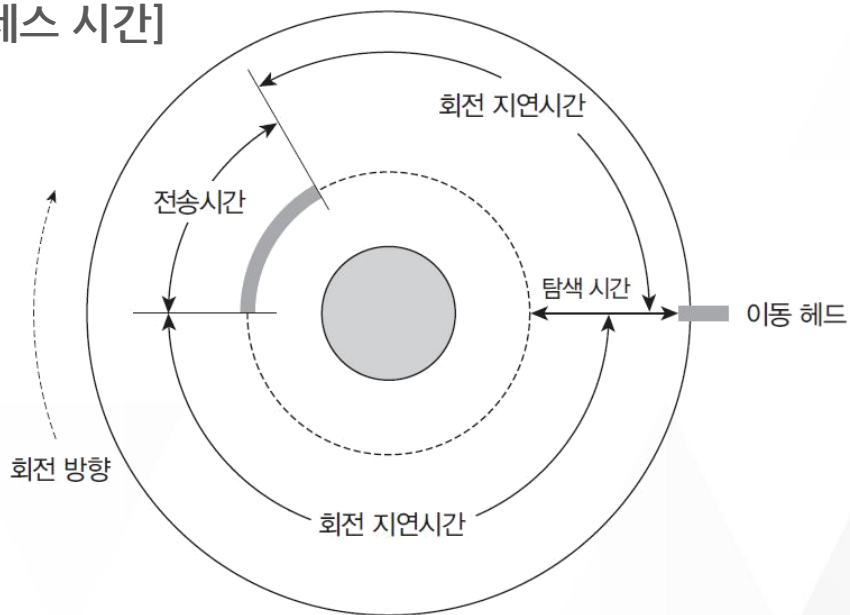 세스 시간]
회전 지연시간
전송시간
탐색 시간
이동 헤드
회전 방향
회전 지연시간